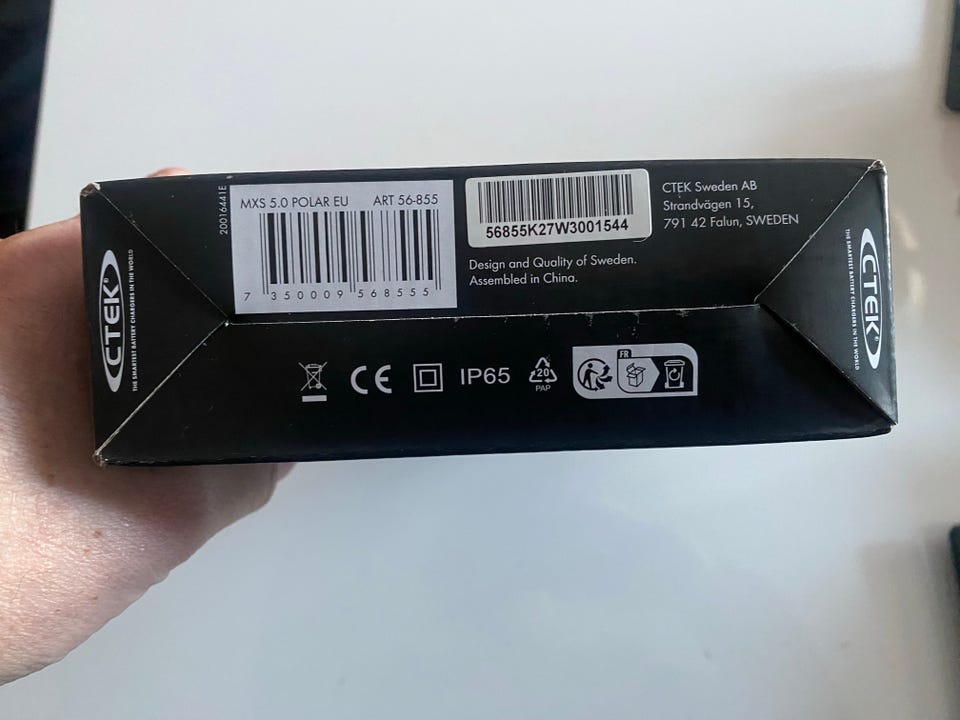 20016441E
MXS 5.0 POLAR EU ART 56-855
7 350009 568555
56855K27W3001544
CTEK Sweden AB
Strandvägen 15,
791 42 Falun, SWEDEN
Design and Quality of Sweden.
Assembled in China.
CTEK®
THE SMARTEST BATTERY CHARGERS IN THE WORLD
CE
IP65
20
PAP
FR
CTEK®
THE SMARTEST BATTERY CHARGERS IN THE WORLD